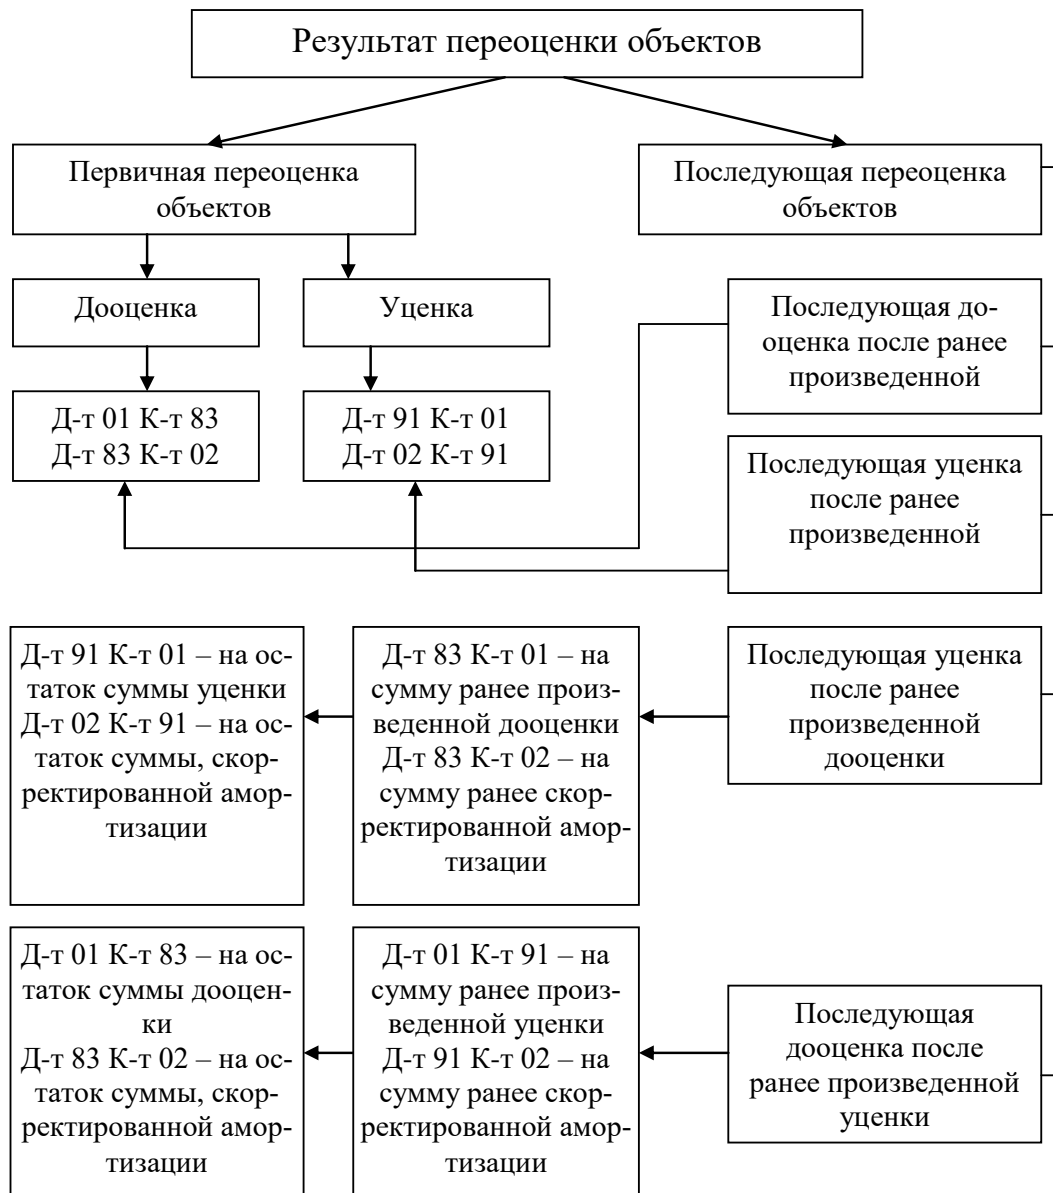 Результат переоценки объектов
Первичная переоценка
объектов
Последующая переоценка
объектов
Дооценка
Уценка
Последующая до-
оценка после ранее
произведенной
Д-т 01 К-т 83
Д-т 83 К-т 02
Д-т 91 К-т 01
Д-т 02 К-т 91
Последующая уценка
после ранее
произведенной
Д-т 91 К-т 01 – на ос-
таток суммы уценки
Д-т 02 К-т 91 – на ос-
таток суммы, скор-
ректированной амор-
тизации
Д-т 83 К-т 01 – на
сумму ранее произ-
веденной дооценки
Д-т 83 К-т 02 – на
сумму ранее скор-
ректированной амор-
тизации
Последующая уценка
после ранее
произведенной
дооценки
Д-т 01 К-т 83 – на ос-
таток суммы дооцен-
ки
Д-т 83 К-т 02 – на ос-
таток суммы, скор-
ректированной амор-
тизации
Д-т 01 К-т 91 – на
сумму ранее произ-
веденной уценки
Д-т 91 К-т 02 – на
сумму ранее скор-
ректированной амор-
тизации
Последующая
дооценка после
ранее произведенной
уценки